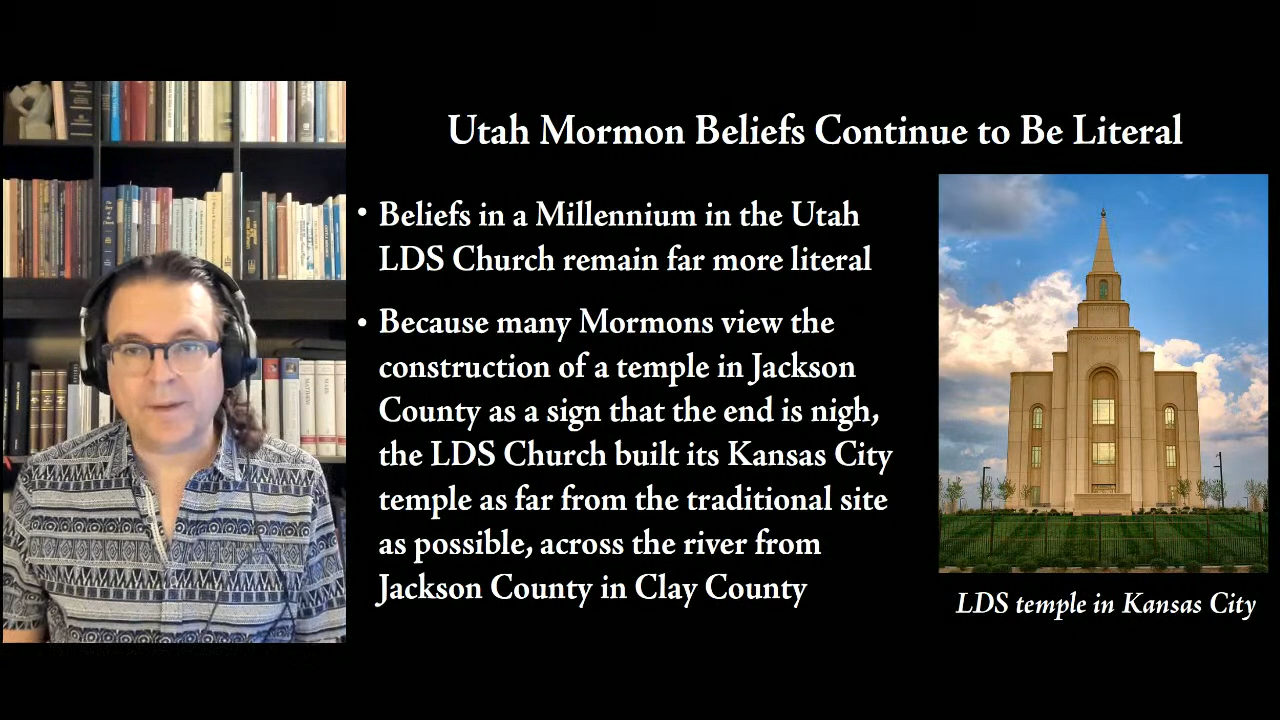 Utah Mormon Beliefs Continue to Be Literal
• Beliefs in a Millennium in the Utah
LDS Church remain far more literal
• Because many Mormons view the
construction of a temple in Jackson
County as a sign that the end is nigh,
the LDS Church built its Kansas City
temple as far from the traditional site
as possible, across the river from
Jackson County in Clay County
LDS temple in Kansas City